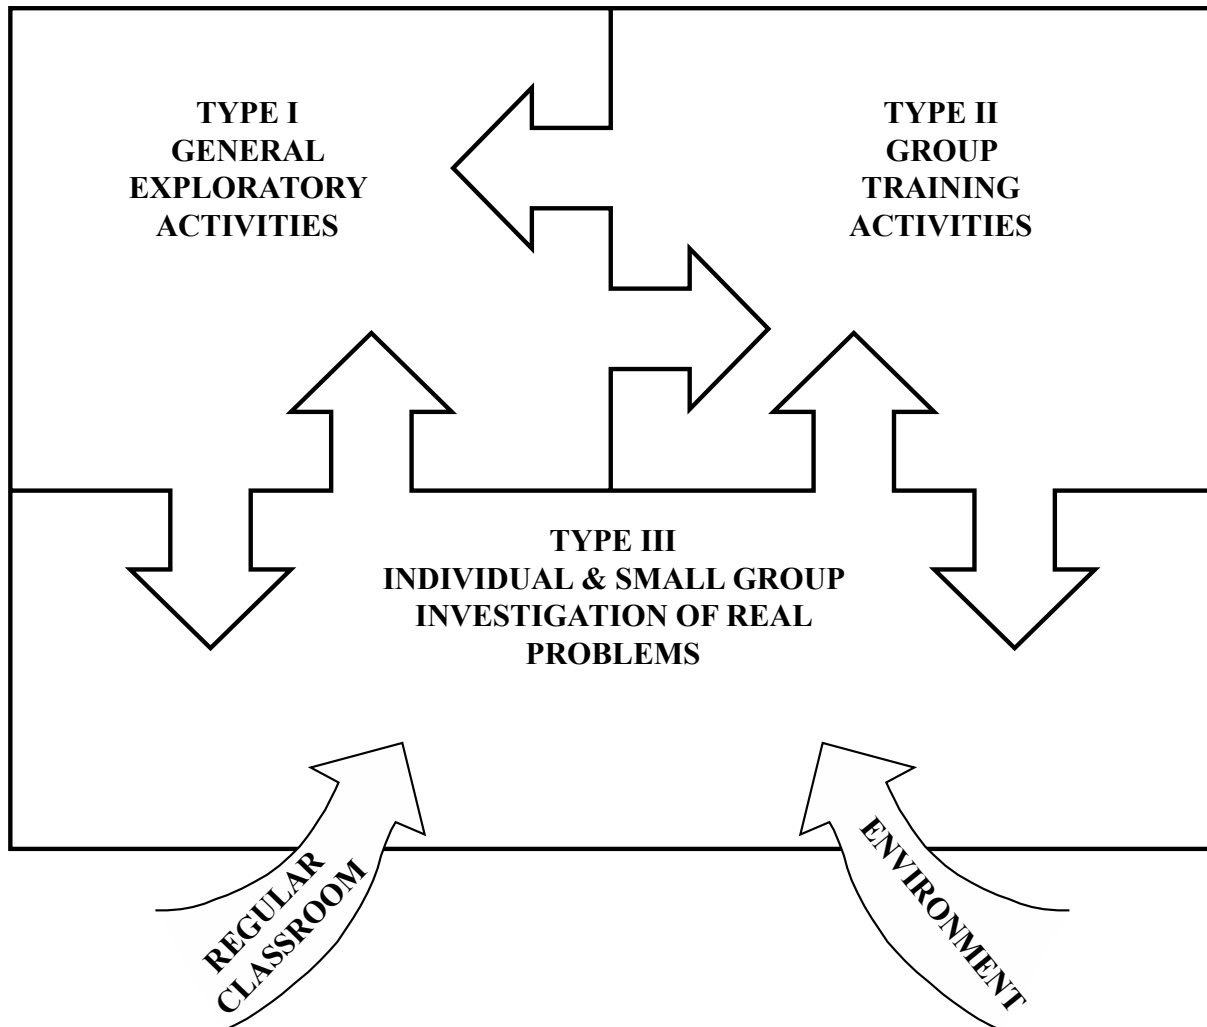 TYPE I
GENERAL
EXPLORATORY
ACTIVITIES
TYPE II
GROUP
TRAINING
ACTIVITIES
TYPE III
INDIVIDUAL & SMALL GROUP
INVESTIGATION OF REAL
PROBLEMS
REGULAR
CLASSROOM
ENVIRONMENT